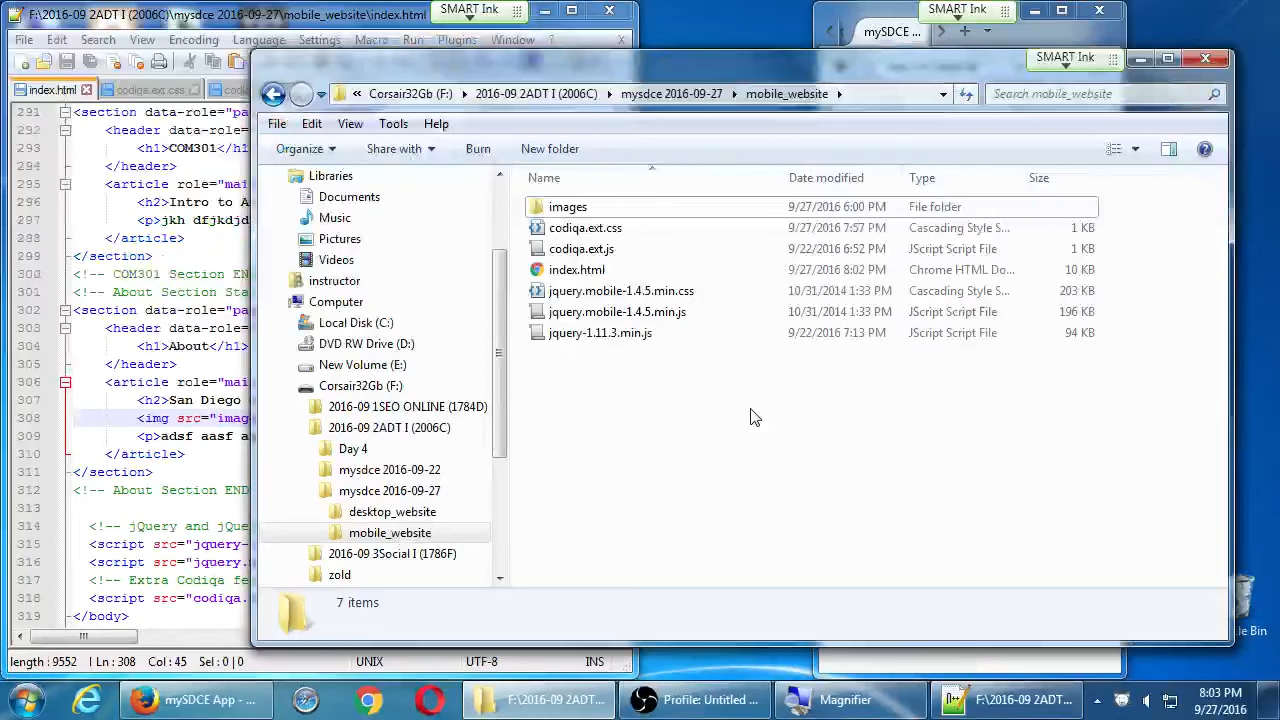 F:\2016-09 2ADT I (2006C)\mysdce 2016-09-27\mobile_website\index.html
SMART Ink
SMART Ink
File Edit Search View Encoding Language Settings Macro Run Plugins Window X
mySDCE ...
SMART Ink
index.html codiqa.ext.css codi
« Corsair32Gb (F:) 2016-09 2ADT I (2006C) mysdce 2016-09-27 mobile_website
Search mobile_website
File Edit View Tools Help
Organize Share with Burn New folder
Libraries
Documents
Music
Pictures
Videos
instructor
Computer
Local Disk (C:)
DVD RW Drive (D:)
New Volume (E:)
Corsair32Gb (F:)
2016-09 1SEO ONLINE (1784D)
2016-09 2ADT I (2006C)
Day 4
mysdce 2016-09-22
mysdce 2016-09-27
desktop_website
mobile_website
2016-09 3Social I (1786F)
zold
Name Date modified Type Size
images 9/27/2016 6:00 PM File folder
codiqa.ext.css 9/27/2016 7:57 PM Cascading Style S... 1 KB
codiqa.ext.js 9/22/2016 6:52 PM JScript Script File 1 KB
index.html 9/27/2016 8:02 PM Chrome HTML Do... 10 KB
jquery.mobile-1.4.5.min.css 10/31/2014 1:33 PM Cascading Style S... 203 KB
jquery.mobile-1.4.5.min.js 10/31/2014 1:33 PM JScript Script File 196 KB
jquery-1.11.3.min.js 9/22/2016 7:13 PM JScript Script File 94 KB
7 items
291 <section data-role="pa
292 <header data-role=
293 <h1>COM301</h1
294 </header>
295 <article role="mai
296 <h2>Intro to A
297 <p>jkh dfjkdjd
298 </article>
299 </section>
300 <!-- COM301 Section EN
301 <!-- About Section Sta
302 <section data-role="pa
303 <header data-role=
304 <h1>About</h1>
305 </header>
306 <article role="mai
307 <h2>San Diego
308 <img src="imag
309 <p>adsf aasf a
310 </article>
311 </section>
312 <!-- About Section END
313
314 <!-- jQuery and jQu
315 <script src="jquery-
316 <script src="jquery.
317 <!-- Extra Codiqa fe
318 <script src="codiqa.
319 </body>
length : 9552 Ln : 308 Col : 45 Sel : 0 | 0 UNIX UTF-8 INS
mySDCE App - ...
F:\2016-09 2ADT...
Profile: Untitled ...
Magnifier
F:\2016-09 2ADT...
8:03 PM
9/27/2016